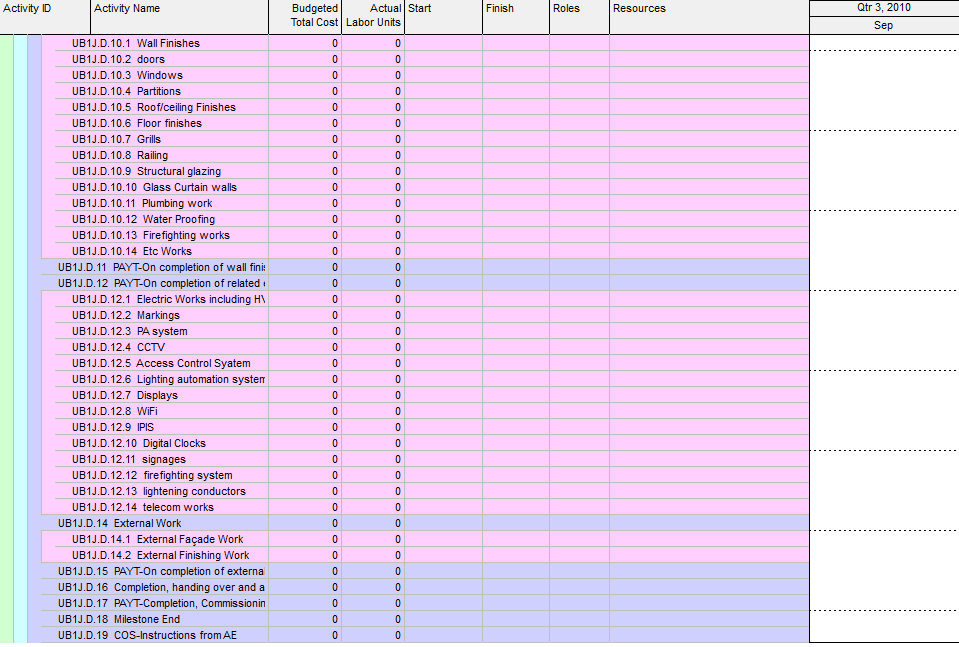 Activity ID Activity Name Budgeted Total Cost Actual Labor Units Start Finish Roles Resources Qtr 3, 2010
Sep
UB1J.D.10.1 Wall Finishes 0 0
UB1J.D.10.2 doors 0 0
UB1J.D.10.3 Windows 0 0
UB1J.D.10.4 Partitions 0 0
UB1J.D.10.5 Roof/ceiling Finishes 0 0
UB1J.D.10.6 Floor finishes 0 0
UB1J.D.10.7 Grills 0 0
UB1J.D.10.8 Railing 0 0
UB1J.D.10.9 Structural glazing 0 0
UB1J.D.10.10 Glass Curtain walls 0 0
UB1J.D.10.11 Plumbing work 0 0
UB1J.D.10.12 Water Proofing 0 0
UB1J.D.10.13 Firefighting works 0 0
UB1J.D.10.14 Etc Works 0 0
UB1J.D.11 PAYT-On completion of wall finis 0 0
UB1J.D.12 PAYT-On completion of related 0 0
UB1J.D.12.1 Electric Works including HV 0 0
UB1J.D.12.2 Markings 0 0
UB1J.D.12.3 PA system 0 0
UB1J.D.12.4 CCTV 0 0
UB1J.D.12.5 Access Control Syatem 0 0
UB1J.D.12.6 Lighting automation system 0 0
UB1J.D.12.7 Displays 0 0
UB1J.D.12.8 WiFi 0 0
UB1J.D.12.9 IPIS 0 0
UB1J.D.12.10 Digital Clocks 0 0
UB1J.D.12.11 signages 0 0
UB1J.D.12.12 firefighting system 0 0
UB1J.D.12.13 lightening conductors 0 0
UB1J.D.12.14 telecom works 0 0
UB1J.D.14 External Work 0 0
UB1J.D.14.1 External Façade Work 0 0
UB1J.D.14.2 External Finishing Work 0 0
UB1J.D.15 PAYT-On completion of external 0 0
UB1J.D.16 Completion, handing over and a 0 0
UB1J.D.17 PAYT-Completion, Commissionin 0 0
UB1J.D.18 Milestone End 0 0
UB1J.D.19 COS-Instructions from AE 0 0